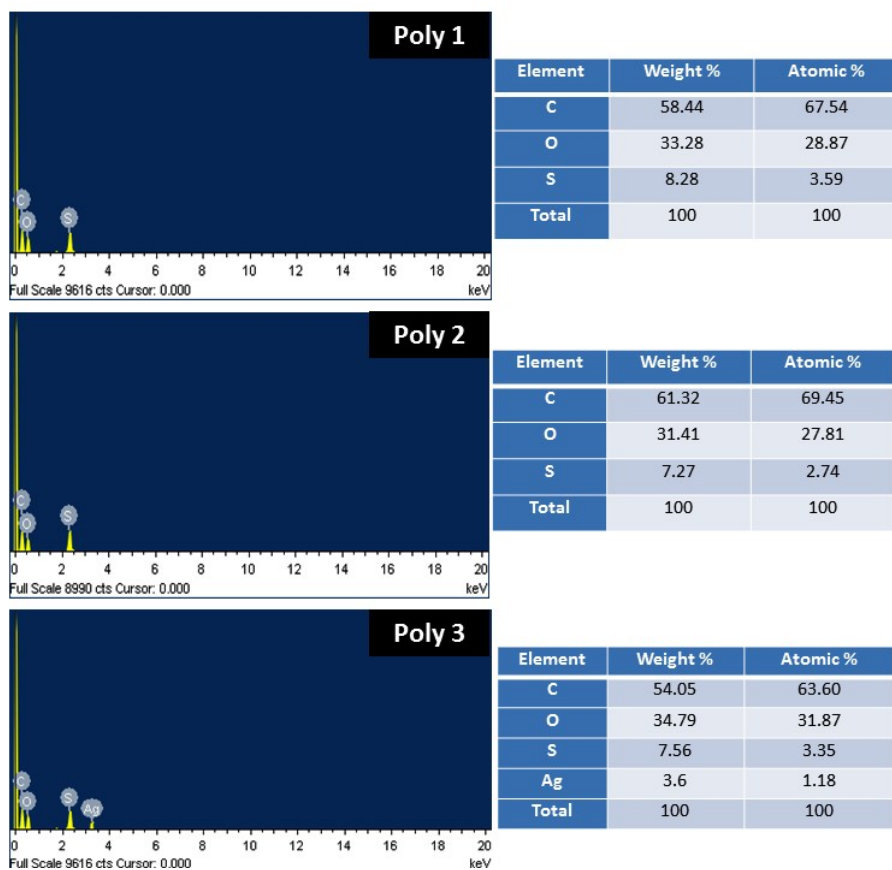 Poly 1
C
O
S
0 2 4 6 8 10 12 14 16 18 20
Full Scale 9616 cts Cursor: 0.000 keV
Element Weight % Atomic %
C 58.44 67.54
O 33.28 28.87
S 8.28 3.59
Total 100 100
Poly 2
C
O
S
0 2 4 6 8 10 12 14 16 18 20
Full Scale 8990 cts Cursor: 0.000 keV
Element Weight % Atomic %
C 61.32 69.45
O 31.41 27.81
S 7.27 2.74
Total 100 100
Poly 3
C
O
S
Ag
0 2 4 6 8 10 12 14 16 18 20
Full Scale 9616 cts Cursor: 0.000 keV
Element Weight % Atomic %
C 54.05 63.60
O 34.79 31.87
S 7.56 3.35
Ag 3.6 1.18
Total 100 100